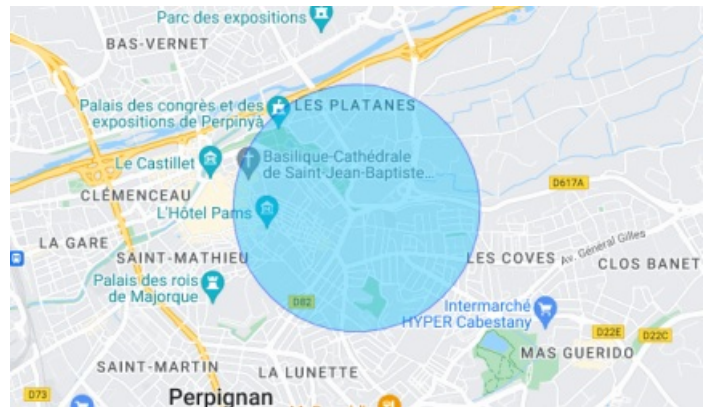 Parc des expositions
BAS-VERNET
Palais des congrès et des
expositions de Perpinyà
LES PLATANES
Le Castillet
Basilique-Cathédrale
de Saint-Jean-Baptiste...
D617A
CLÉMENCEAU
L'Hôtel Pams
LA GARE
SAINT-MATHIEU
LES COVES
Av. Général Gilles
CLOS BANET
Palais des rois
de Majorque
D82
Intermarché
HYPER Cabestany
D22E
D22C
MAS GUERIDO
SAINT-MARTIN
LA LUNETTE
D73
Perpignan